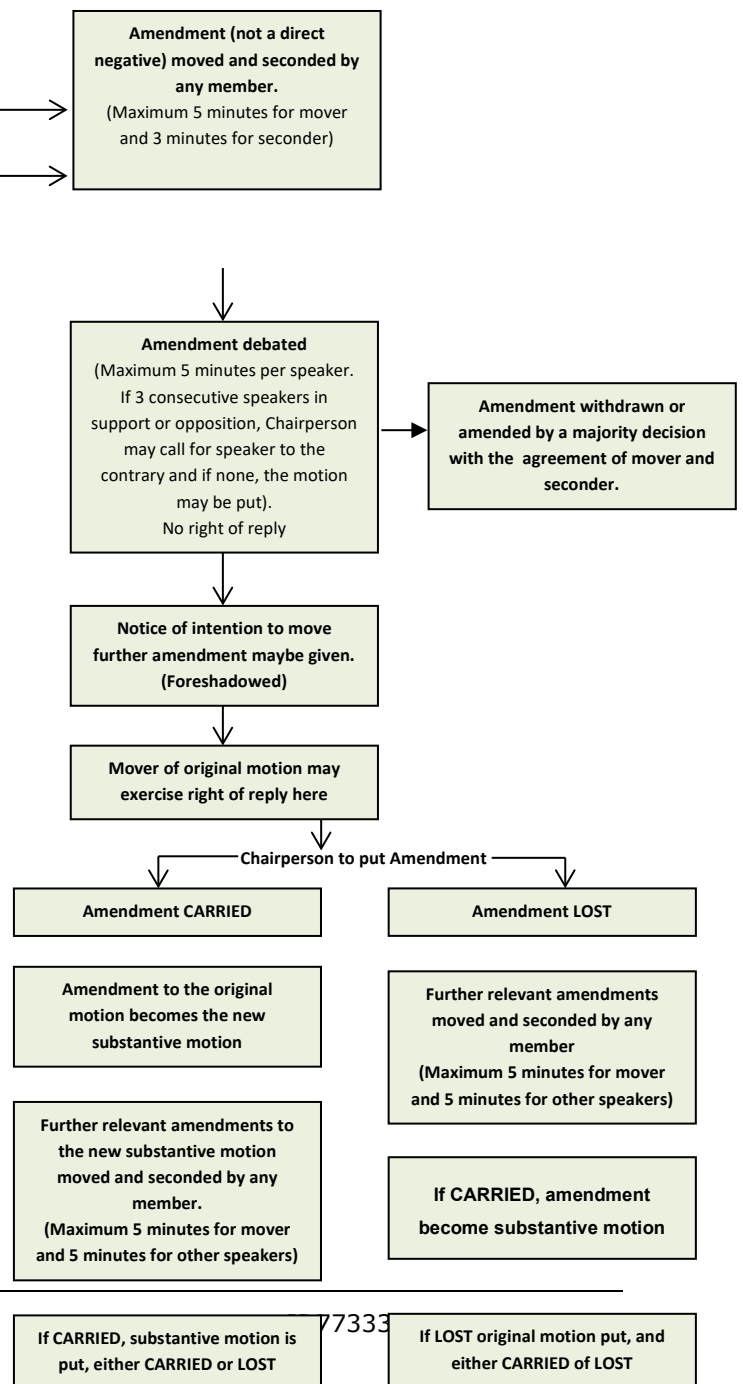 Amendment (not a direct
negative) moved and seconded by
any member.
(Maximum 5 minutes for mover
and 3 minutes for seconder)
Amendment debated
(Maximum 5 minutes per speaker.
If 3 consecutive speakers in
support or opposition, Chairperson
may call for speaker to the
contrary and if none, the motion
may be put).
No right of reply
Amendment withdrawn or
amended by a majority decision
with the agreement of mover and
seconder.
Notice of intention to move
further amendment maybe given.
(Foreshadowed)
Mover of original motion may
exercise right of reply here
Chairperson to put Amendment
Amendment CARRIED
Amendment LOST
Amendment to the original
motion becomes the new
substantive motion
Further relevant amendments
moved and seconded by any
member
(Maximum 5 minutes for mover
and 5 minutes for other speakers)
Further relevant amendments to
the new substantive motion
moved and seconded by any
member.
(Maximum 5 minutes for mover
and 5 minutes for other speakers)
If CARRIED, amendment
become substantive motion
If CARRIED, substantive motion is
put, either CARRIED or LOST
77333
If LOST original motion put, and
either CARRIED of LOST